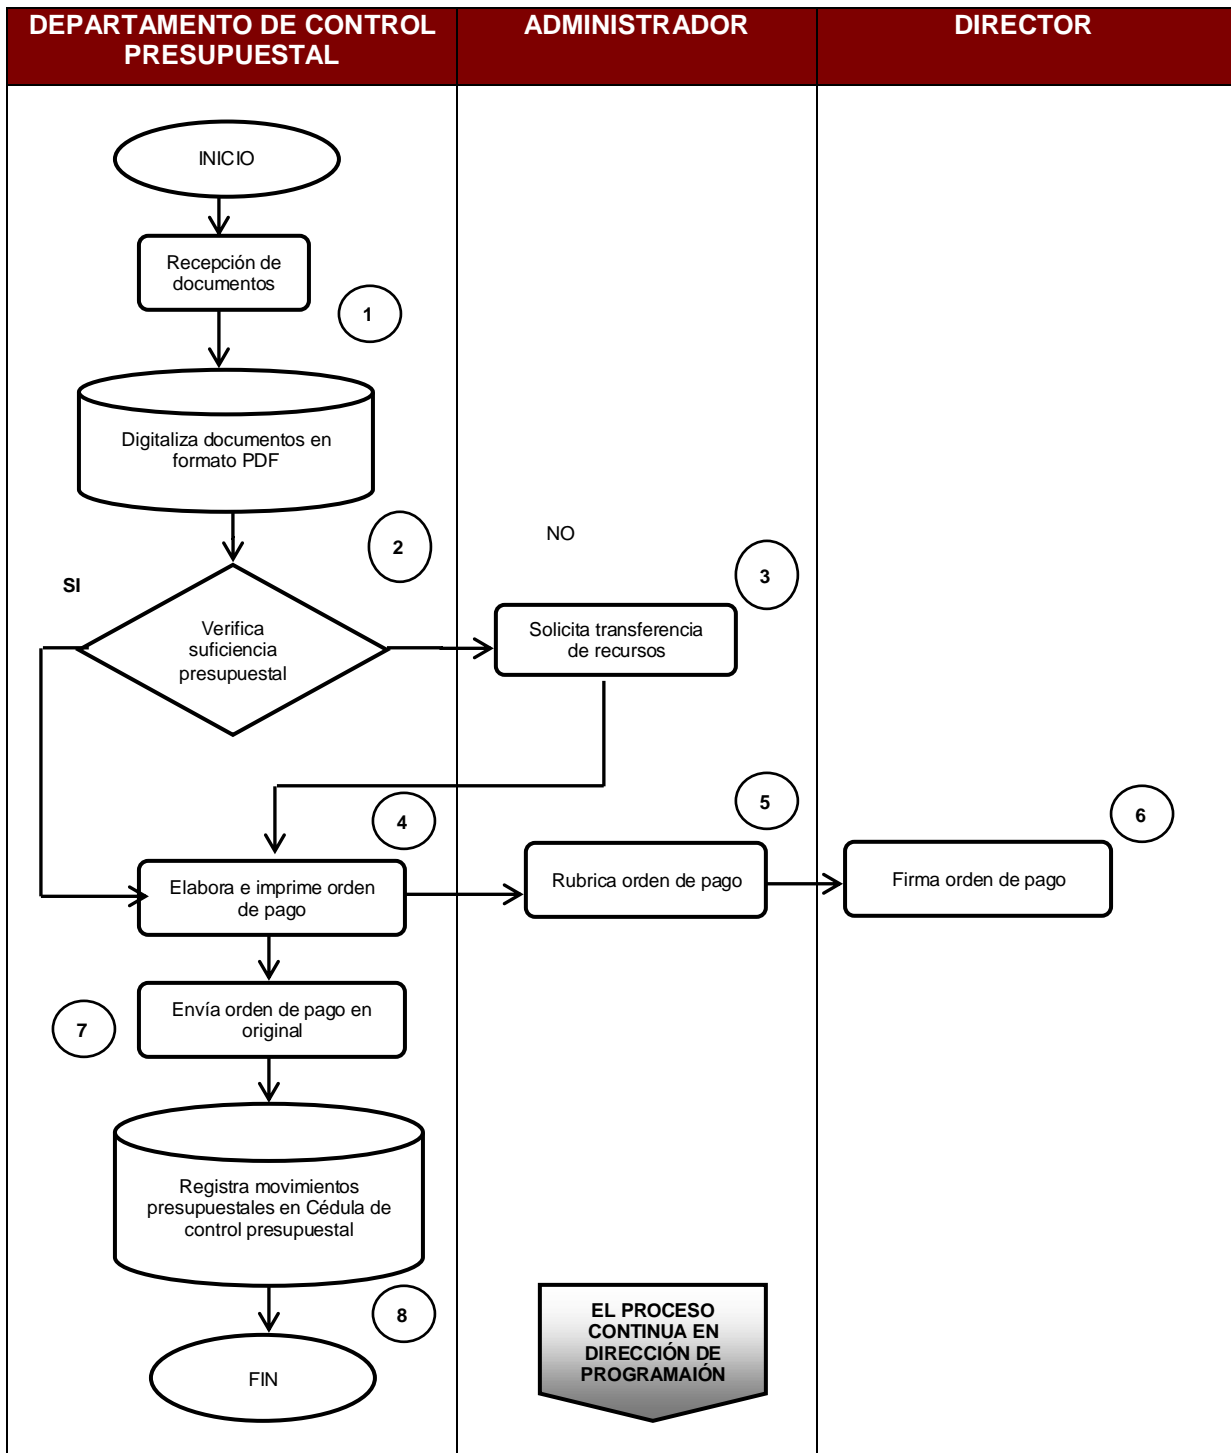 DEPARTAMENTO DE CONTROL
PRESUPUESTAL
ADMINISTRADOR
DIRECTOR
INICIO
Recepción de
documentos
1
Digitaliza documentos en
formato PDF
2
NO
3
SI
Verifica
suficiencia
presupuestal
Solicita transferencia
de recursos
4
5
6
Elabora e imprime orden
de pago
Rubrica orden de pago
Firma orden de pago
7
Envía orden de pago en
original
Registra movimientos
presupuestales en Cédula de
control presupuestal
8
EL PROCESO
CONTINUA EN
DIRECCIÓN DE
PROGRAMAIÓN
FIN